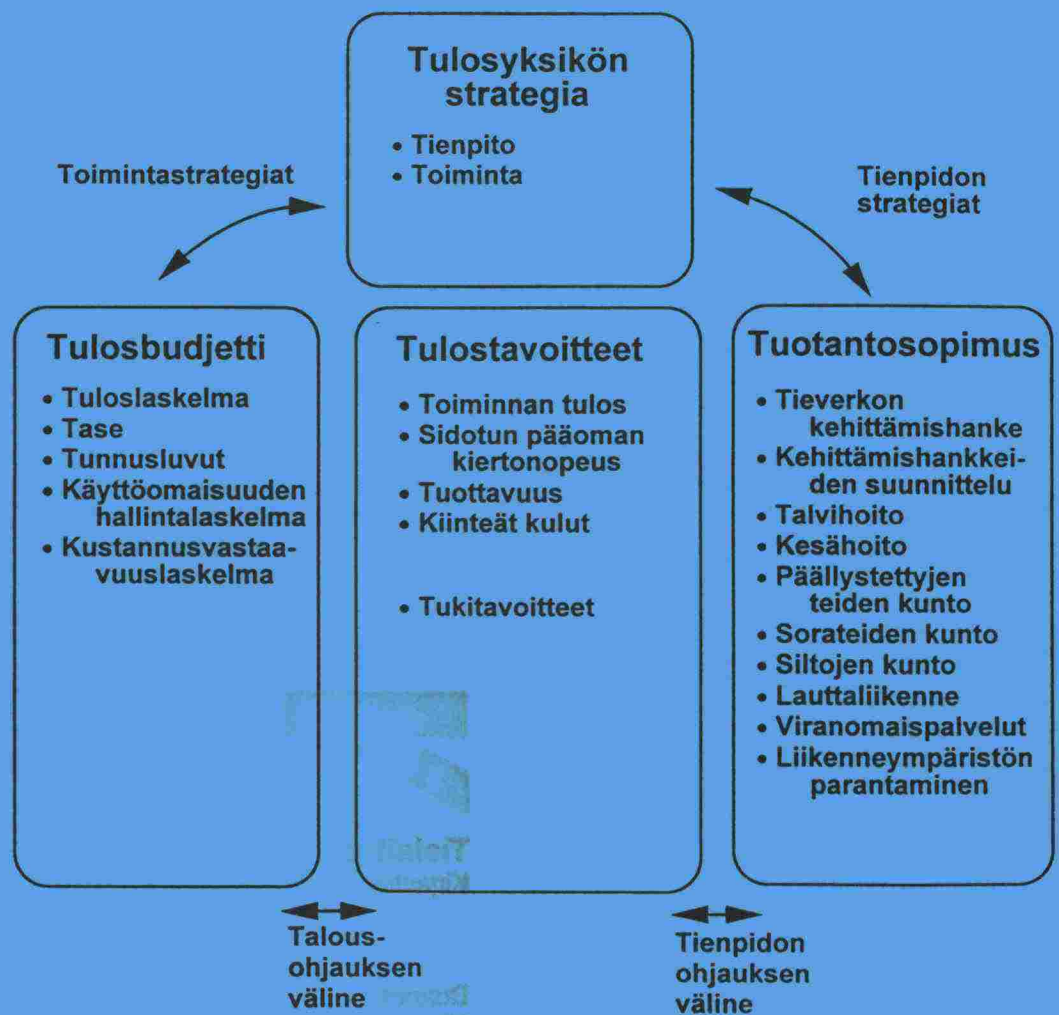 Tulosyksikön
strategia
• Tienpito
• Toiminta
Toimintastrategiat
Tienpidon
strategiat
Tulosbudjetti
• Tuloslaskelma
• Tase
• Tunnusluvut
• Käyttöomaisuuden
hallintalaskelma
• Kustannusvastaa-
vuuslaskelma
Tulostavoitteet
• Toiminnan tulos
• Sidotun pääoman
kiertonopeus
• Tuottavuus
• Kiinteät kulut
• Tukitavoitteet
Tuotantosopimus
• Tieverkon
kehittämishanke
• Kehittämishankkei-
den suunnittelu
• Talvihoito
• Kesähoito
• Päällystettyjen
teiden kunto
• Sorateiden kunto
• Siltojen kunto
• Lauttaliikenne
• Viranomaispalvelut
• Liikenneympäristön
parantaminen
Talous-
ohjauksen
väline
Tienpidon
ohjauksen
väline